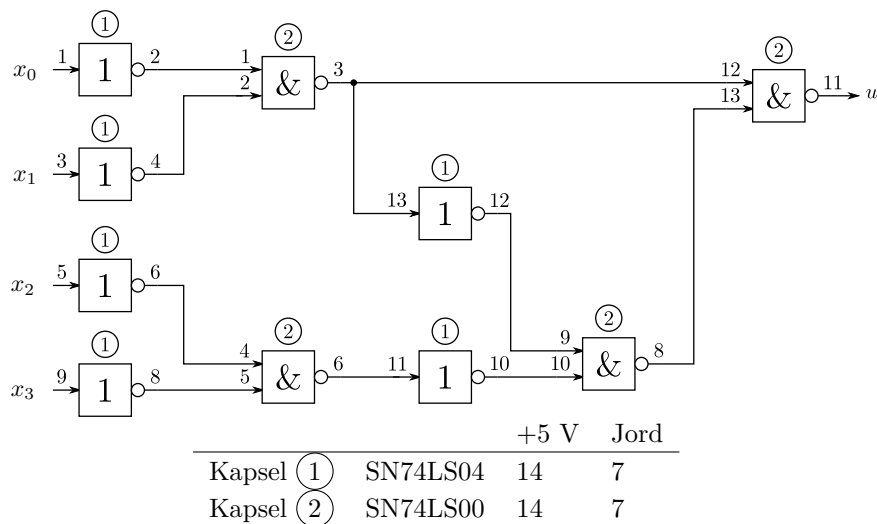 1 2
x0 1 1 2 1 & 3 12 & 11 u
2 13
1
x1 3 1 4 1
13 1 12
1
x2 5 1 6
2 1 2
1 4 9
x3 9 1 8 5 & 6 11 1 10 10 & 8
+5 V Jord
Kapsel 1 SN74LS04 14 7
Kapsel 2 SN74LS00 14 7